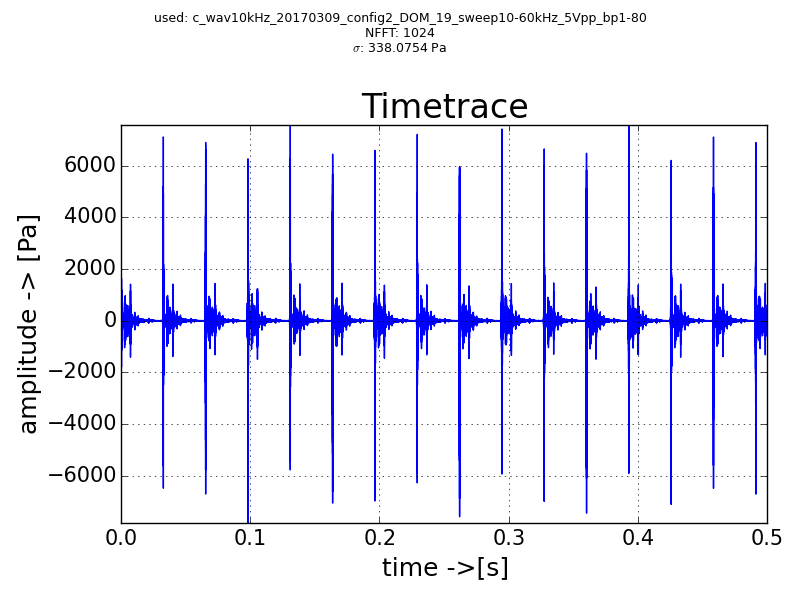 used: c_wav10kHz_20170309_config2_DOM_19_sweep10-60kHz_5Vpp_bp1-80
NFFT: 1024
σ: 338.0754 Pa
Timetrace
amplitude -> [Pa]
6000
4000
2000
0
−2000
−4000
−6000
0.0 0.1 0.2 0.3 0.4 0.5
time ->[s]